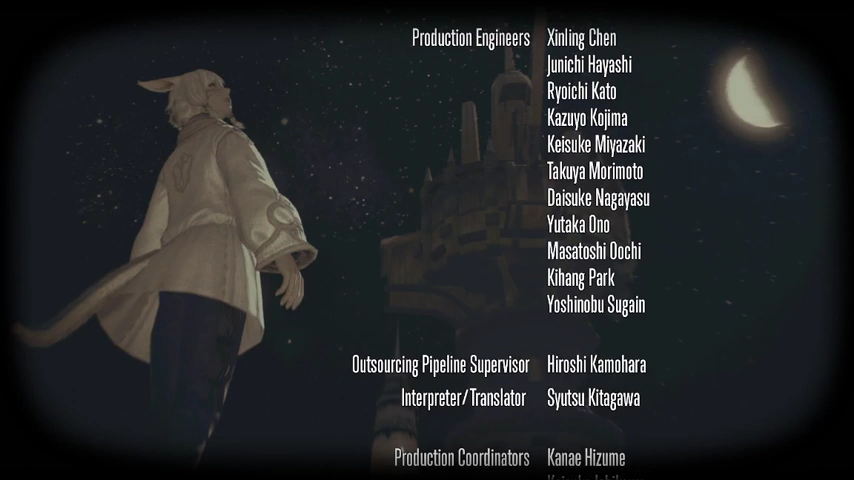 Production Engineers Xinling Chen
Junichi Hayashi
Ryoichi Kato
Kazuyo Kojima
Keisuke Miyazaki
Takuya Morimoto
Daisuke Nagayasu
Yutaka Ono
Masatoshi Oochi
Kihang Park
Yoshinobu Sugain
Outsourcing Pipeline Supervisor Hiroshi Kamohara
Interpreter/Translator Syutsu Kitagawa
Production Coordinators Kanae Hizume